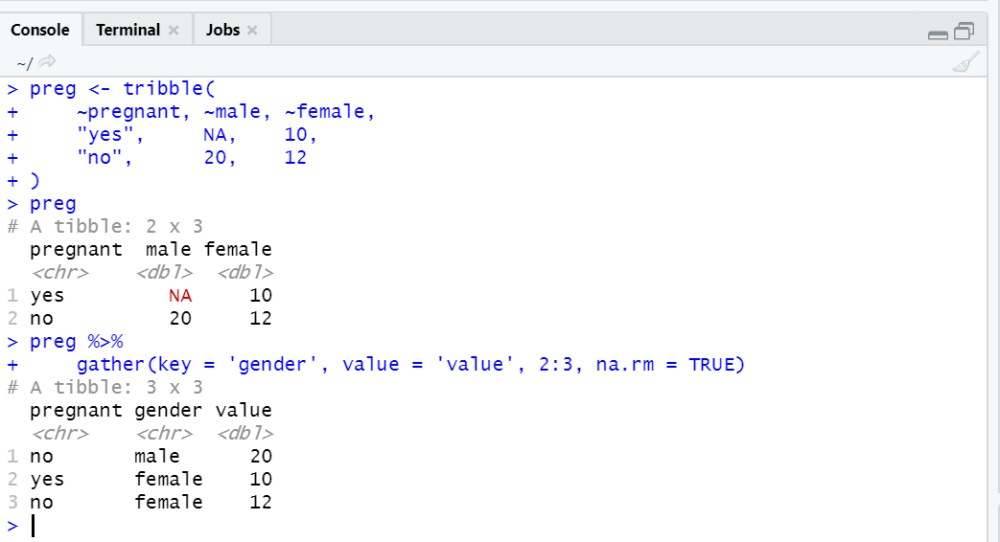 Console Terminal Jobs
~/
> preg <- tribble(
+     ~pregnant, ~male, ~female,
+     "yes",     NA,    10,
+     "no",      20,    12
+ )
> preg
# A tibble: 2 x 3
  pregnant  male female
  <chr>    <dbl>  <dbl>
1 yes         NA     10
2 no          20     12
> preg %>%
+     gather(key = 'gender', value = 'value', 2:3, na.rm = TRUE)
# A tibble: 3 x 3
  pregnant gender value
  <chr>    <chr>  <dbl>
1 no       male      20
2 yes      female    10
3 no       female    12
>